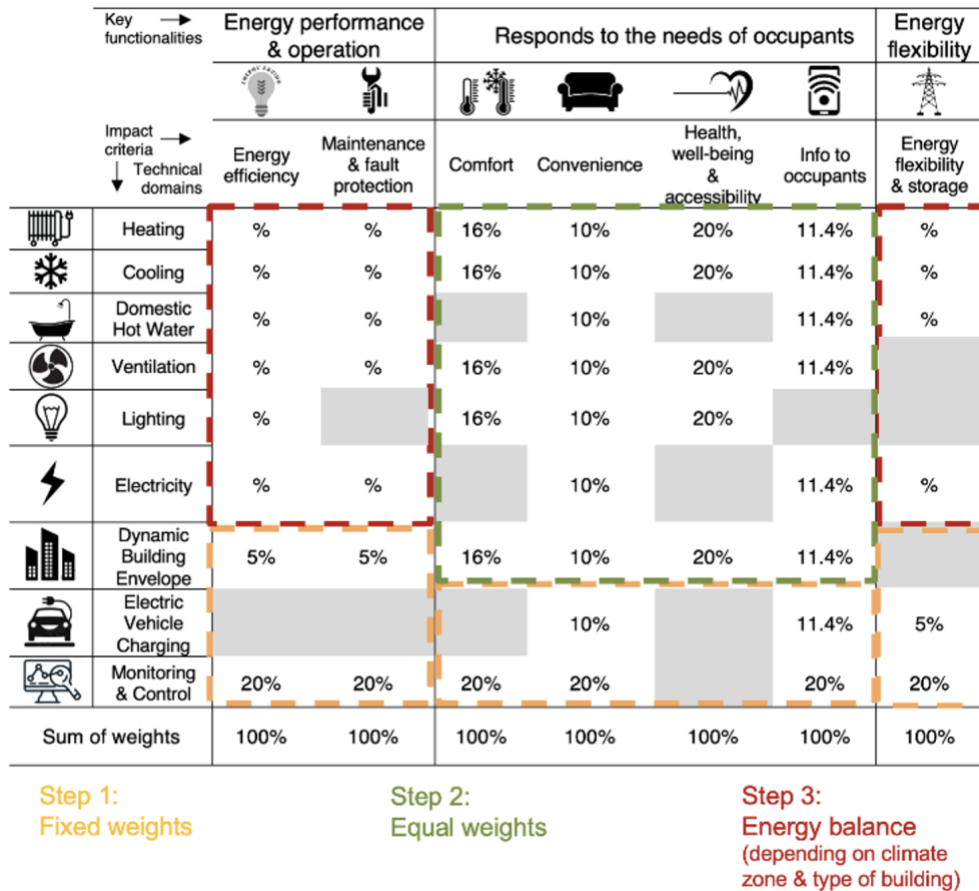 Key functionalities
Energy performance & operation
Responds to the needs of occupants
Energy flexibility
ENERGY SAVING
Impact criteria
Technical domains
Energy efficiency
Maintenance & fault protection
Comfort
Convenience
Health, well-being & accessibility
Info to occupants
Energy flexibility & storage
Heating % % 16% 10% 20% 11.4% %
Cooling % % 16% 10% 20% 11.4% %
Domestic Hot Water % % 10% 11.4% %
Ventilation % % 16% 10% 20% 11.4%
Lighting % 16% 10% 20%
Electricity % % 10% 11.4% %
Dynamic Building Envelope 5% 5% 16% 10% 20% 11.4%
Electric Vehicle Charging 10% 11.4% 5%
Monitoring & Control 20% 20% 20% 20% 20% 20%
Sum of weights 100% 100% 100% 100% 100% 100% 100%
Step 1:
Fixed weights
Step 2:
Equal weights
Step 3:
Energy balance
(depending on climate
zone & type of building)